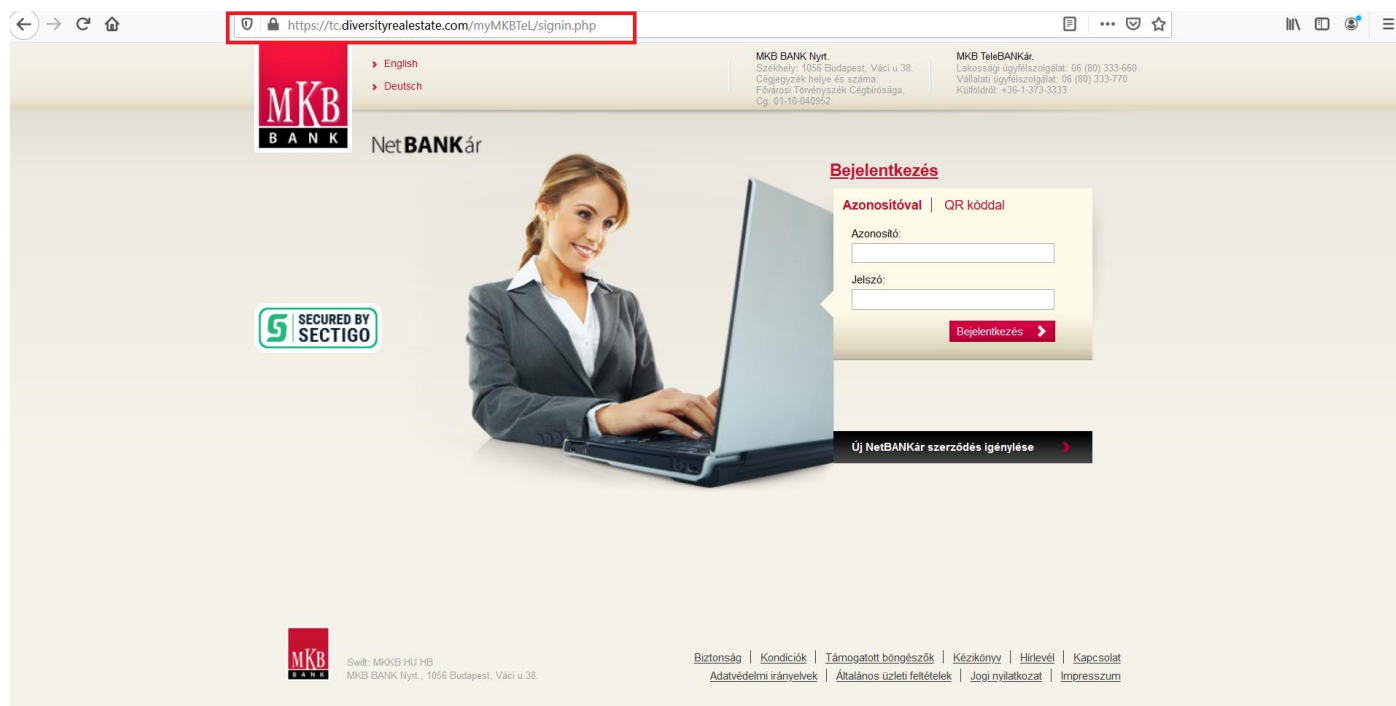 https://tc.diversityrealestate.com/myMKBTeL/signin.php
MKB
BANK
English
Deutsch
MKB BANK Nyrt.
Székhely: 1056 Budapest, Váci u 38.
Cégjegyzék helye és száma:
Fővárosi Törvényszék Cégbírósága,
Cg. 01-10-040952
MKB TeleBANKár.
Lakossági ügyfélszolgálat: 06 (80) 333-660
Vállalati ügyfélszolgálat: 06 (80) 333-770
Külföldről: +36-1-373-3333
NetBANKár
Bejelentkezés
Azonosítóval | QR kóddal
Azonosító:
Jelszó:
Bejelentkezés
SECURED BY
SECTIGO
Új NetBANKár szerződés igénylése
MKB
BANK
Swift: MKKB HU HB
MKB BANK Nyrt., 1056 Budapest, Váci u.38.
Biztonság | Kondíciók | Támogatott böngészők | Kézikönyv | Hírlevél | Kapcsolat
Adatvédelmi irányelvek | Általános üzleti feltételek | Jogi nyilatkozat | Impresszum